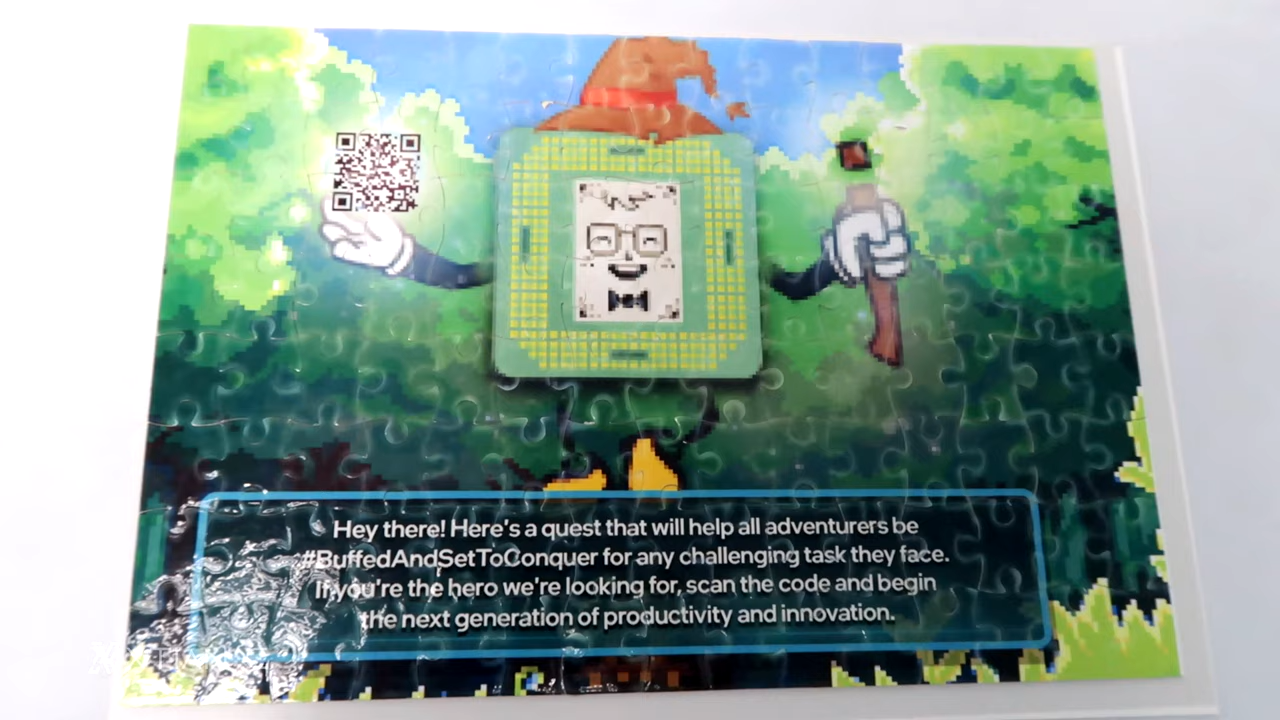 Hey there! Here's a quest that will help all adventurers be
#BuffedAndSetToConquer for any challenging task they face.
If you're the hero we're looking for, scan the code and begin
the next generation of productivity and innovation.